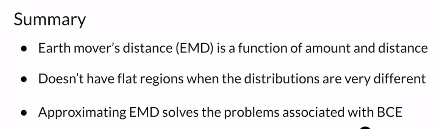 Summary
● Earth mover's distance (EMD) is a function of amount and distance
● Doesn't have flat regions when the distributions are very different
● Approximating EMD solves the problems associated with BCE